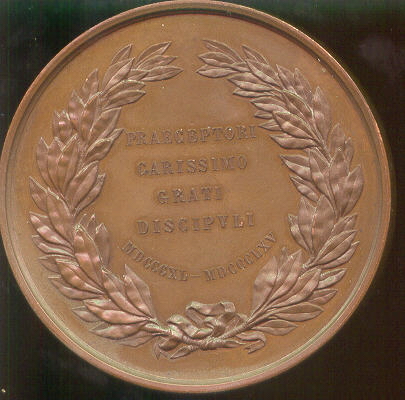 PRAECEPTORI
CARISSIMO
GRATI
DISCIPVLI
MDCCCXL–MDCCCLXV